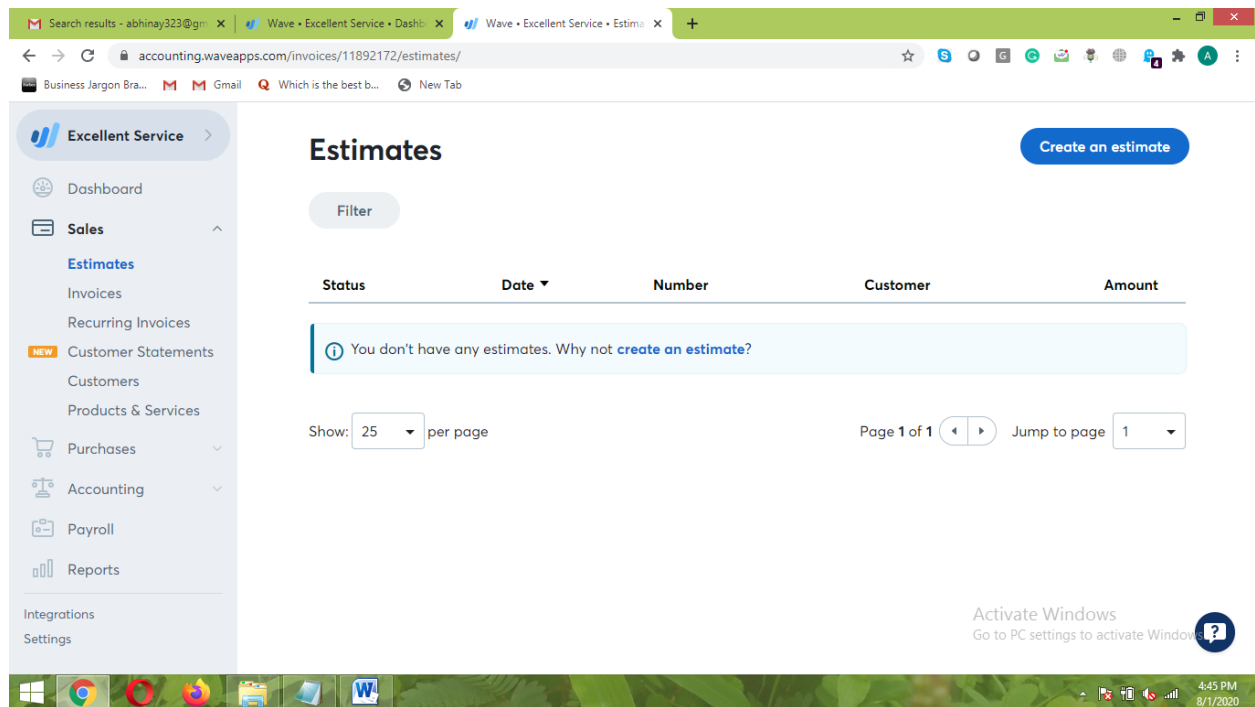 Search results - abhinay323@gm
Wave • Excellent Service • Dashb
Wave • Excellent Service • Estima
accounting.waveapps.com/invoices/11892172/estimates/
Business Jargon Bra...
Gmail
Which is the best b...
New Tab
Excellent Service
Dashboard
Sales
Estimates
Invoices
Recurring Invoices
NEW Customer Statements
Customers
Products & Services
Purchases
Accounting
Payroll
Reports
Integrations
Settings
Estimates
Create an estimate
Filter
Status Date Number Customer Amount
You don't have any estimates. Why not create an estimate?
Show: 25 per page
Page 1 of 1
Jump to page 1
Activate Windows
Go to PC settings to activate Window
?
4:45 PM
8/1/2020